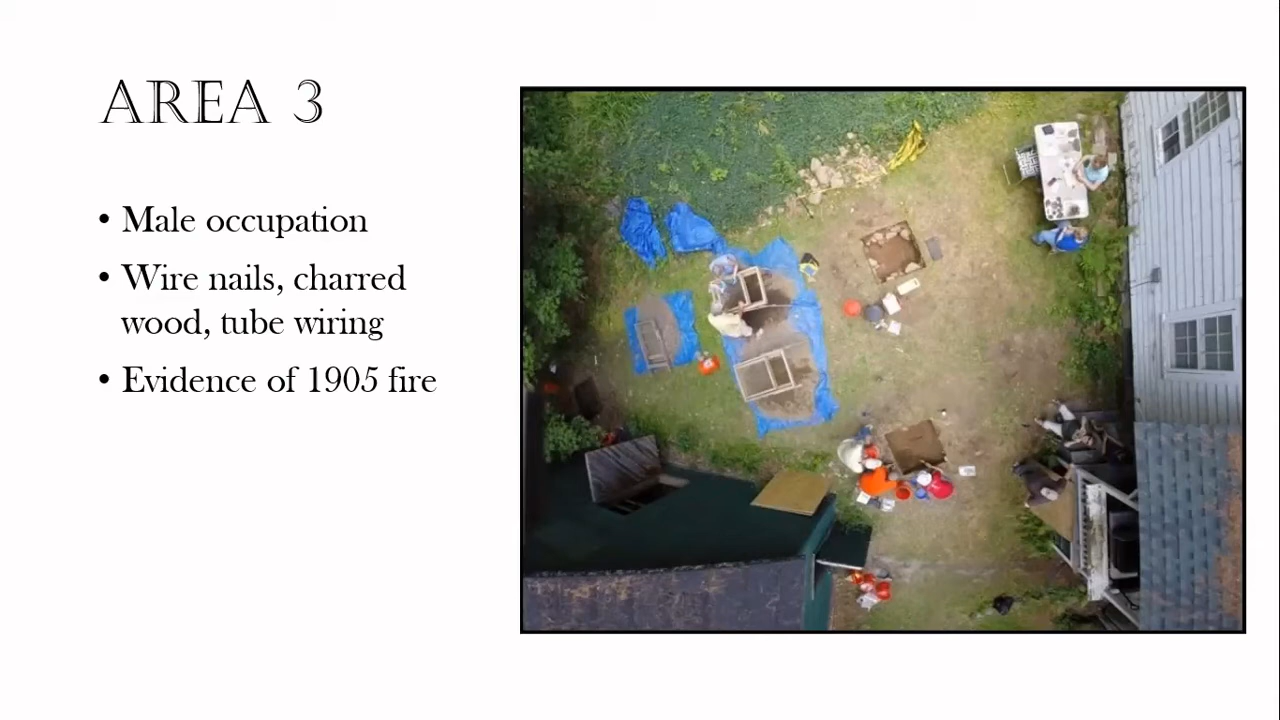 AREA 3
• Male occupation
• Wire nails, charred
wood, tube wiring
• Evidence of 1905 fire